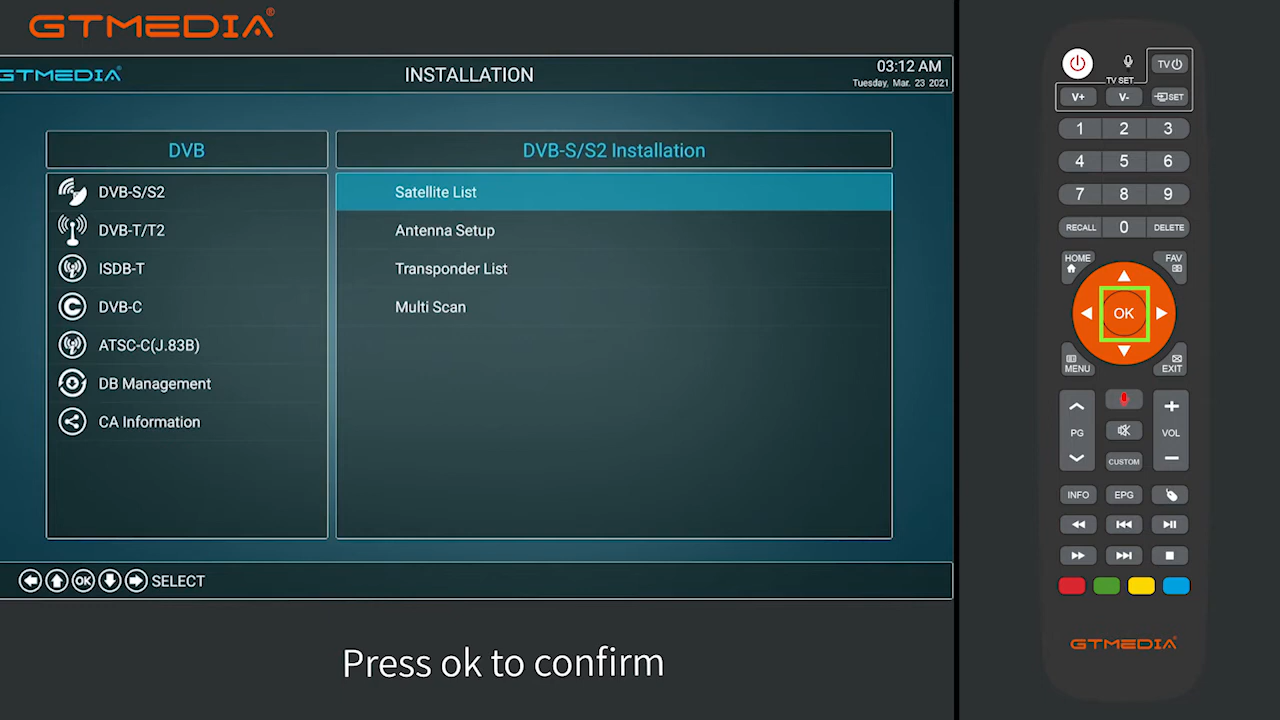 GTMEDIA®
GTMEDIA
INSTALLATION
03:12 AM
Tuesday, Mar. 23 2021
DVB
DVB-S/S2
DVB-T/T2
ISDB-T
DVB-C
ATSC-C(J.83B)
DB Management
CA Information
DVB-S/S2 Installation
Satellite List
Antenna Setup
Transponder List
Multi Scan
OK SELECT
Press ok to confirm
TV
TV SET
V+ V- SET
1 2 3
4 5 6
7 8 9
RECALL 0 DELETE
HOME FAV
OK
MENU EXIT
PG VOL
CUSTOM
INFO EPG
GTMEDIA